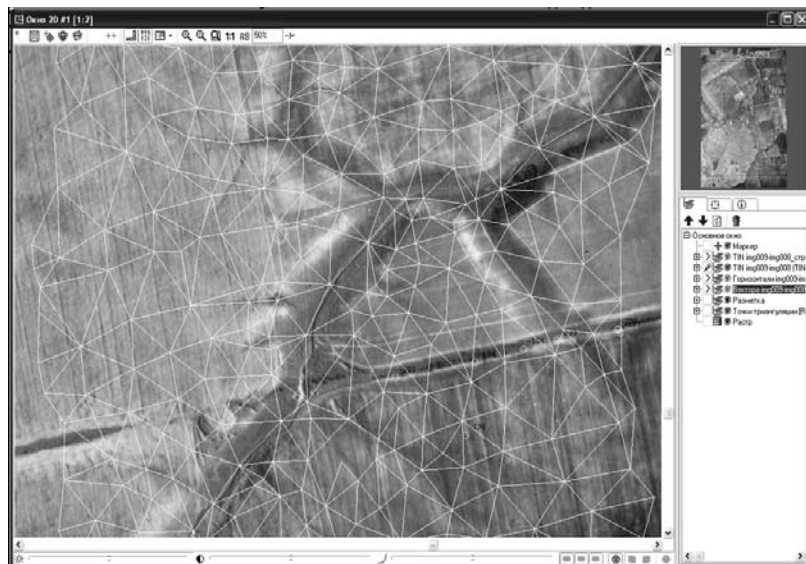 Окно 2D #1 [1:2]
1:1
50%
Основное окно
Маркер
TIN img009-img008_стр
TIN img009-img008 (TIN
Горизонтали img009-im
Вектора img009-img008
Разметка
Точки триангуляции [R
Растр